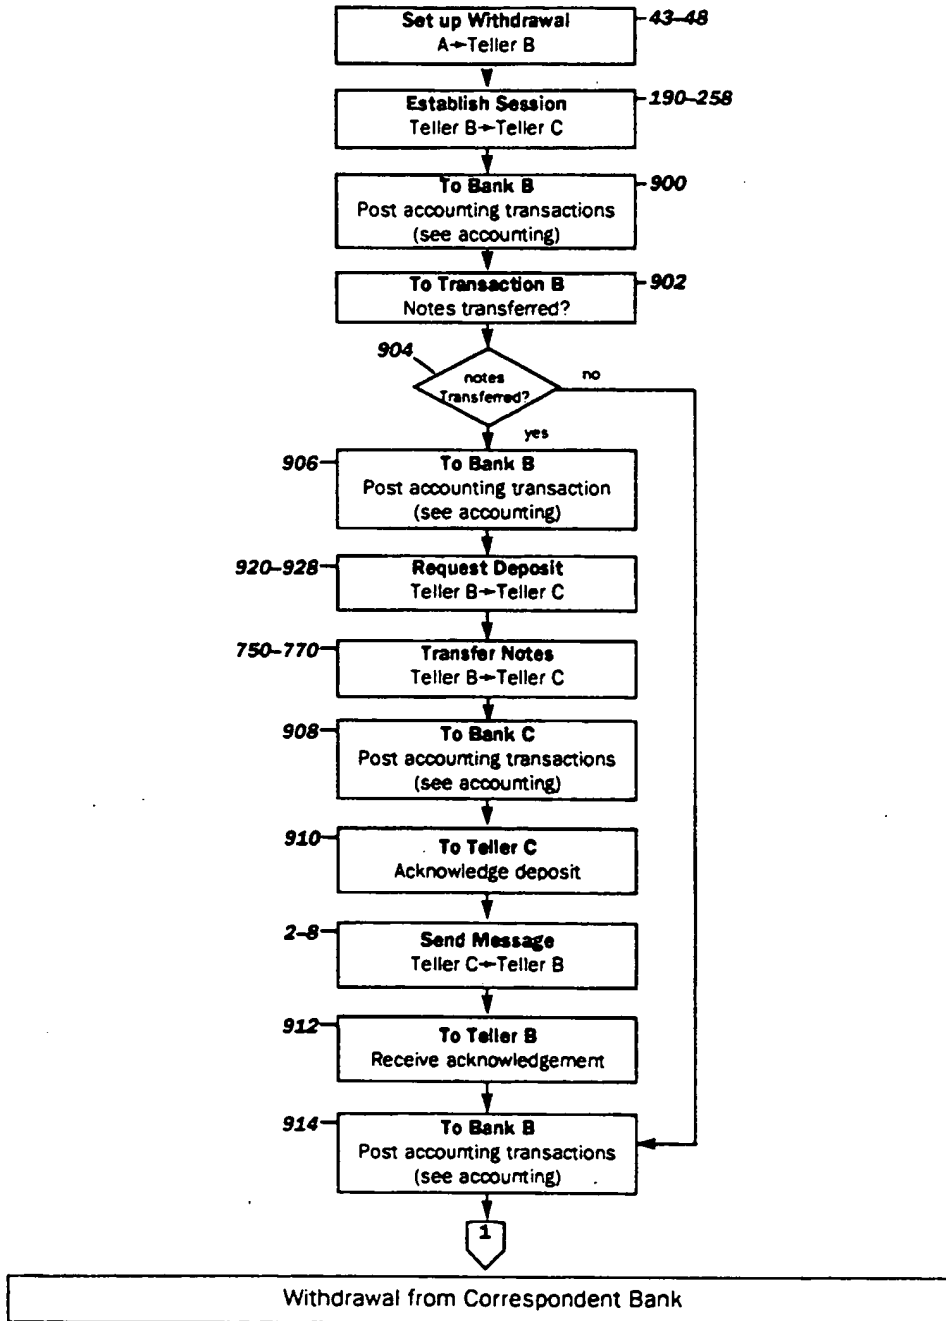 Set up Withdrawal
A→Teller B
43–48
Establish Session
Teller B→Teller C
190–258
To Bank B
Post accounting transactions
(see accounting)
900
To Transaction B
Notes transferred?
902
904
notes
Transferred?
no
yes
906
To Bank B
Post accounting transaction
(see accounting)
920–928
Request Deposit
Teller B→Teller C
750–770
Transfer Notes
Teller B→Teller C
908
To Bank C
Post accounting transactions
(see accounting)
910
To Teller C
Acknowledge deposit
2–8
Send Message
Teller C→Teller B
912
To Teller B
Receive acknowledgement
914
To Bank B
Post accounting transactions
(see accounting)
1
Withdrawal from Correspondent Bank